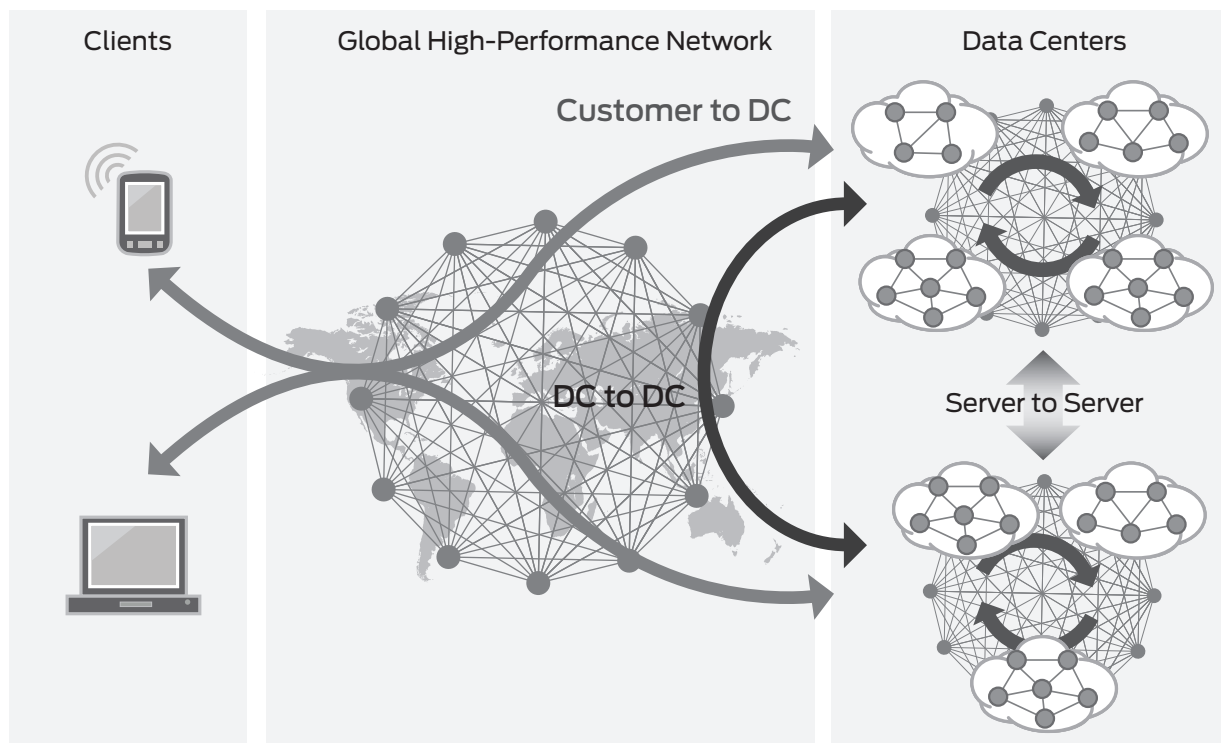 Clients
Global High-Performance Network
Data Centers
Customer to DC
DC to DC
Server to Server